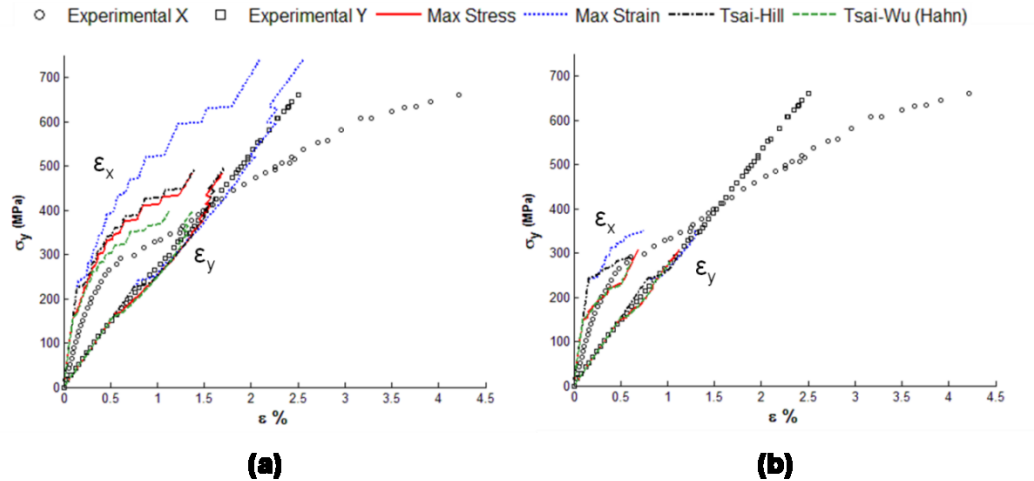 Experimental X Experimental Y Max Stress Max Strain Tsai-Hill Tsai-Wu (Hahn)
700
600
500
400
300
200
100
0
σy (MPa)
εx
εy
0 0.5 1 1.5 2 2.5 3 3.5 4 4.5
ε %
(a)
700
600
500
400
300
200
100
0
σy (MPa)
εx
εy
0 0.5 1 1.5 2 2.5 3 3.5 4 4.5
ε %
(b)